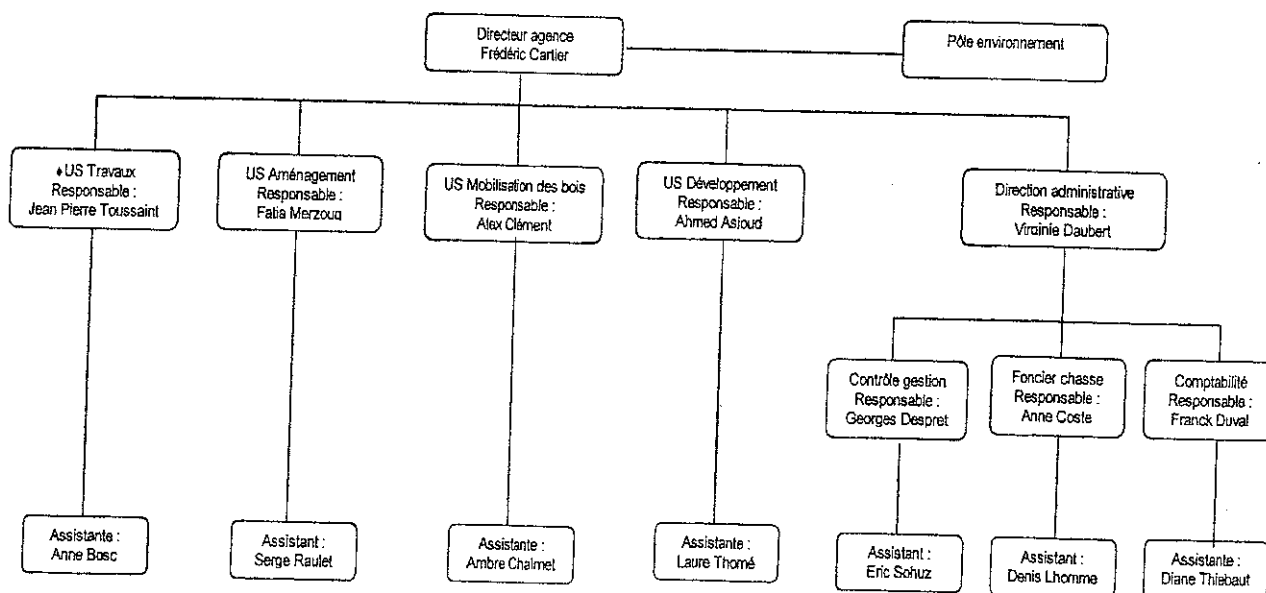 Directeur agence
Frédéric Cartier
Pôle environnement
♦US Travaux
Responsable :
Jean Pierre Toussaint
US Aménagement
Responsable :
Fatia Merzouq
US Mobilisation des bois
Responsable :
Alex Clément
US Développement
Responsable :
Ahmed Asioud
Direction administrative
Responsable :
Virginie Daubert
Contrôle gestion
Responsable :
Georges Despret
Foncier chasse
Responsable :
Anne Coste
Comptabilité
Responsable :
Franck Duval
Assistante :
Anne Bosc
Assistant :
Serge Raulet
Assistante :
Ambre Chalmet
Assistante :
Laure Thomé
Assistant :
Eric Sohuz
Assistant :
Denis Lhomme
Assistante :
Diane Thiebaut